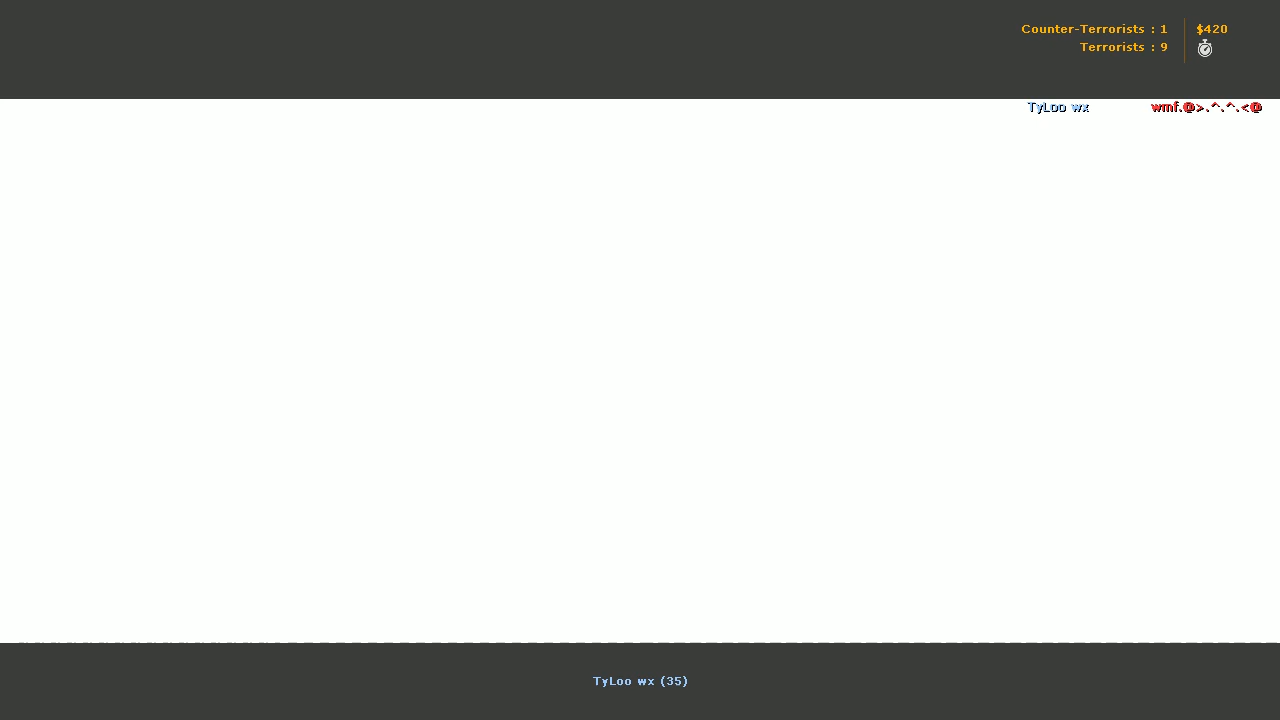 Counter-Terrorists : 1 $420
Terrorists : 9
TyLoo wx wmf.@>.^.^.<@
TyLoo wx (35)